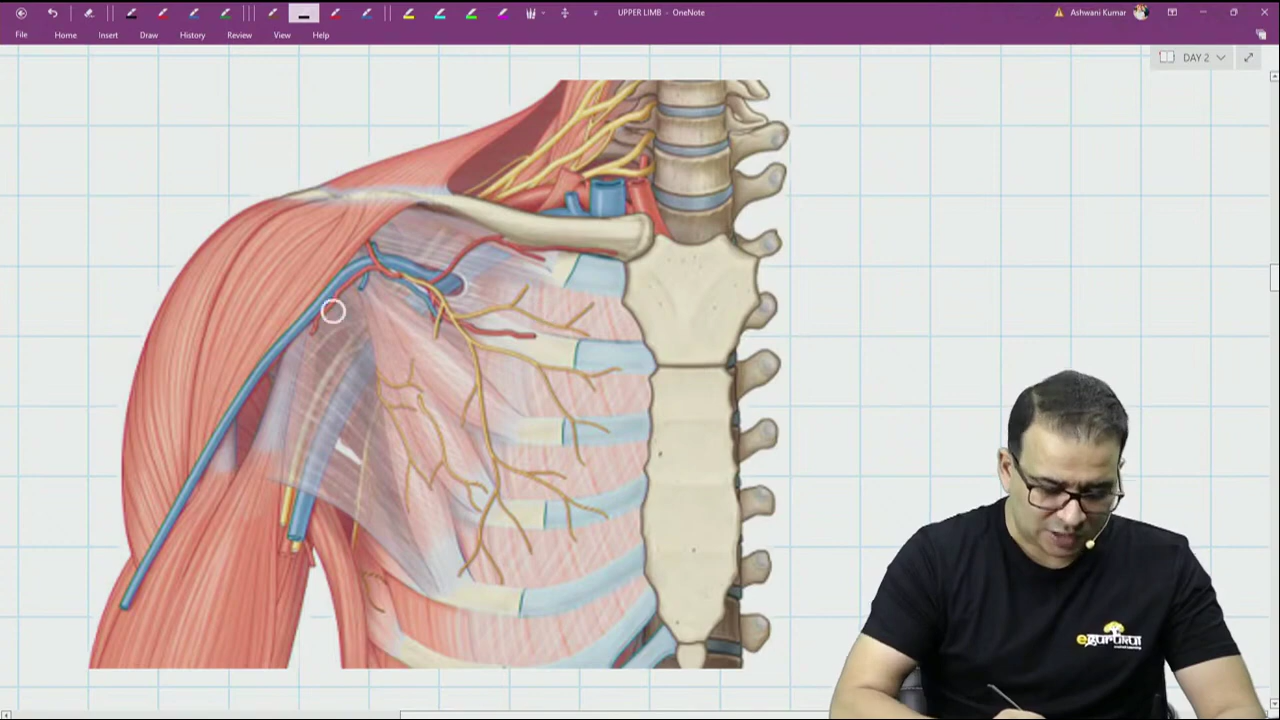 UPPER LIMB - OneNote
Ashwani Kumar
File Home Insert Draw History Review View Help
DAY 2
egurukul